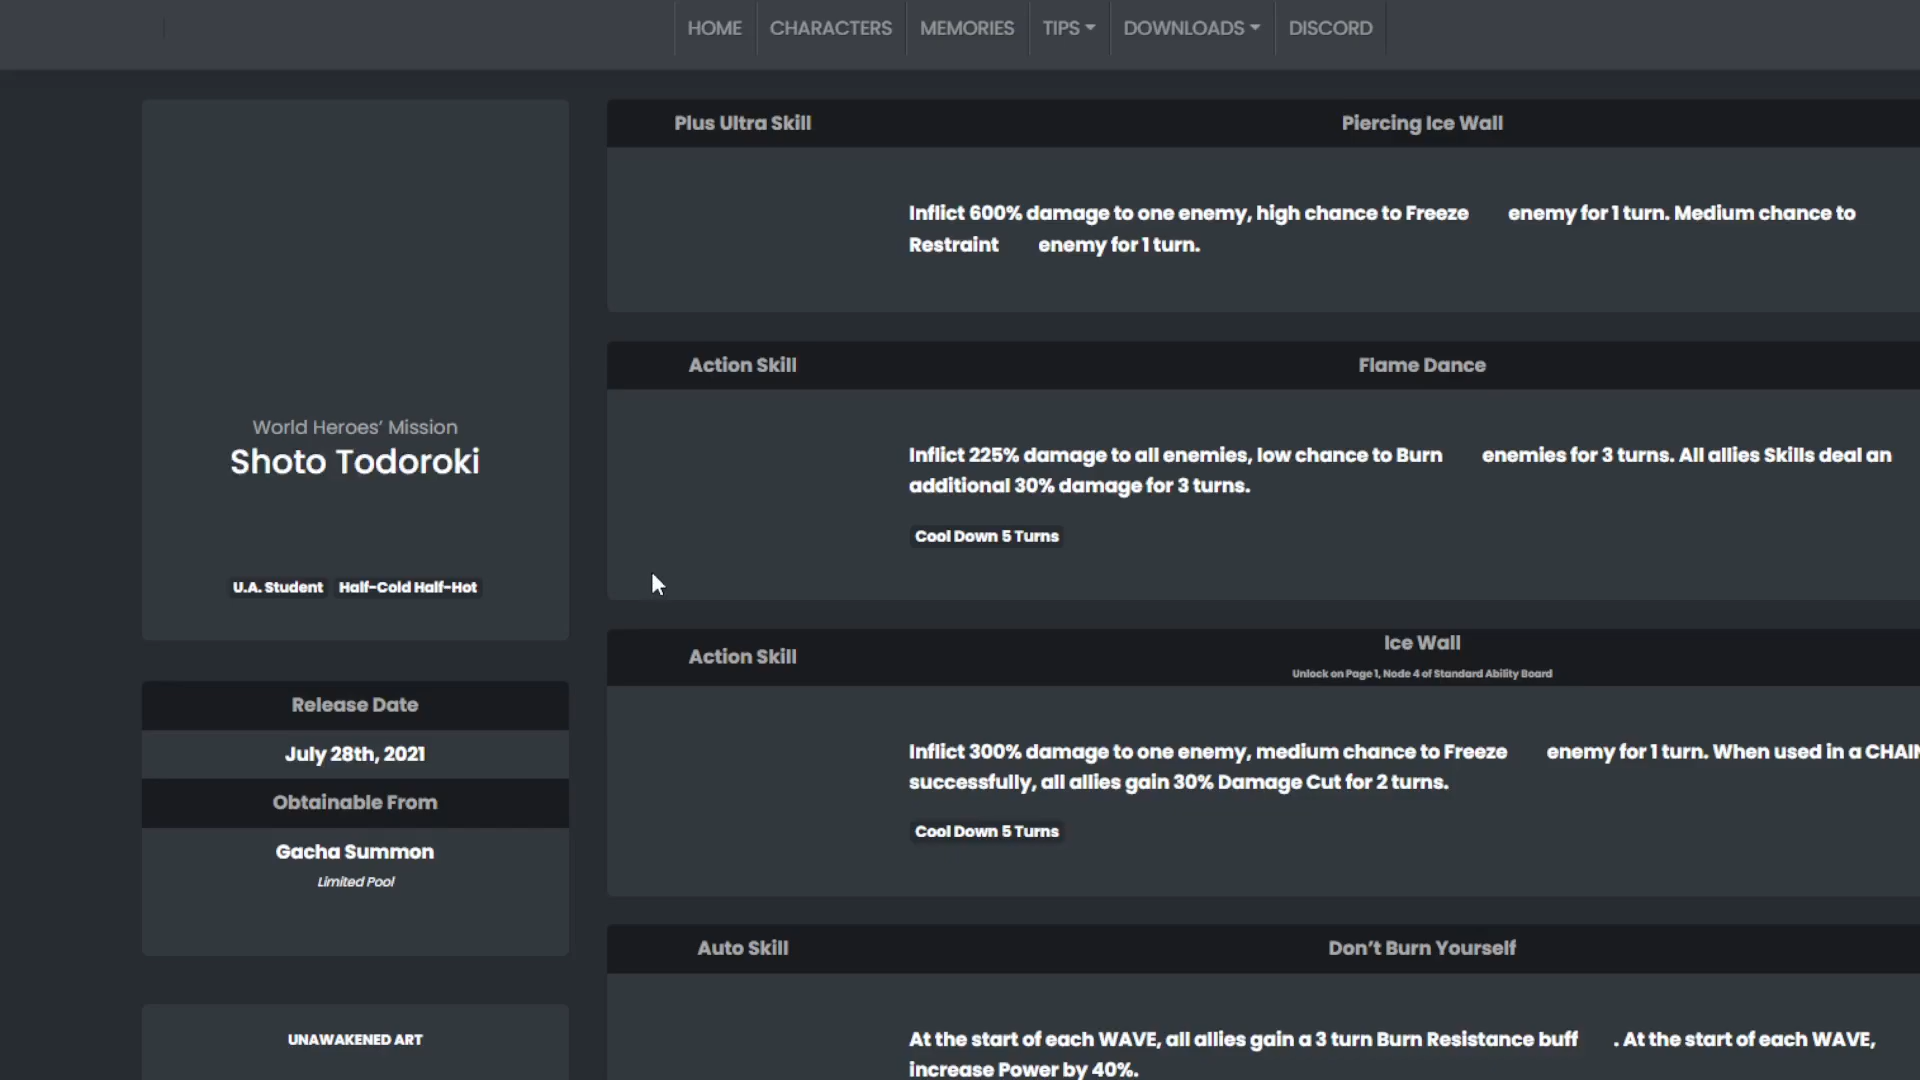 HOME CHARACTERS MEMORIES TIPS DOWNLOADS DISCORD
World Heroes’ Mission
Shoto Todoroki
U.A. Student Half-Cold Half-Hot
Release Date
July 28th, 2021
Obtainable From
Gacha Summon
Limited Pool
UNAWAKENED ART
Plus Ultra Skill Piercing Ice Wall
Inflict 600% damage to one enemy, high chance to Freeze enemy for 1 turn. Medium chance to
Restraint enemy for 1 turn.
Action Skill Flame Dance
Inflict 225% damage to all enemies, low chance to Burn enemies for 3 turns. All allies Skills deal an
additional 30% damage for 3 turns.
Cool Down 5 Turns
Action Skill Ice Wall
Unlock on Page 1, Node 4 of Standard Ability Board
Inflict 300% damage to one enemy, medium chance to Freeze enemy for 1 turn. When used in a CHAIN
successfully, all allies gain 30% Damage Cut for 2 turns.
Cool Down 5 Turns
Auto Skill Don’t Burn Yourself
At the start of each WAVE, all allies gain a 3 turn Burn Resistance buff . At the start of each WAVE,
increase Power by 40%.